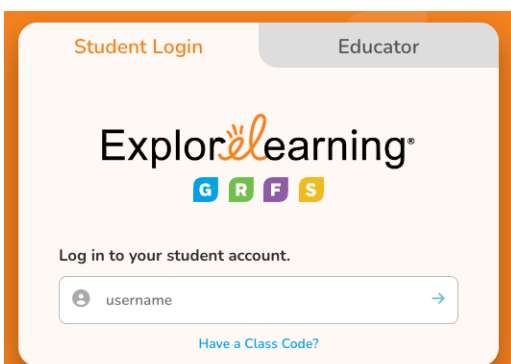 Student Login
Educator
ExploreLearning®
G R F S
Log in to your student account.
username
Have a Class Code?